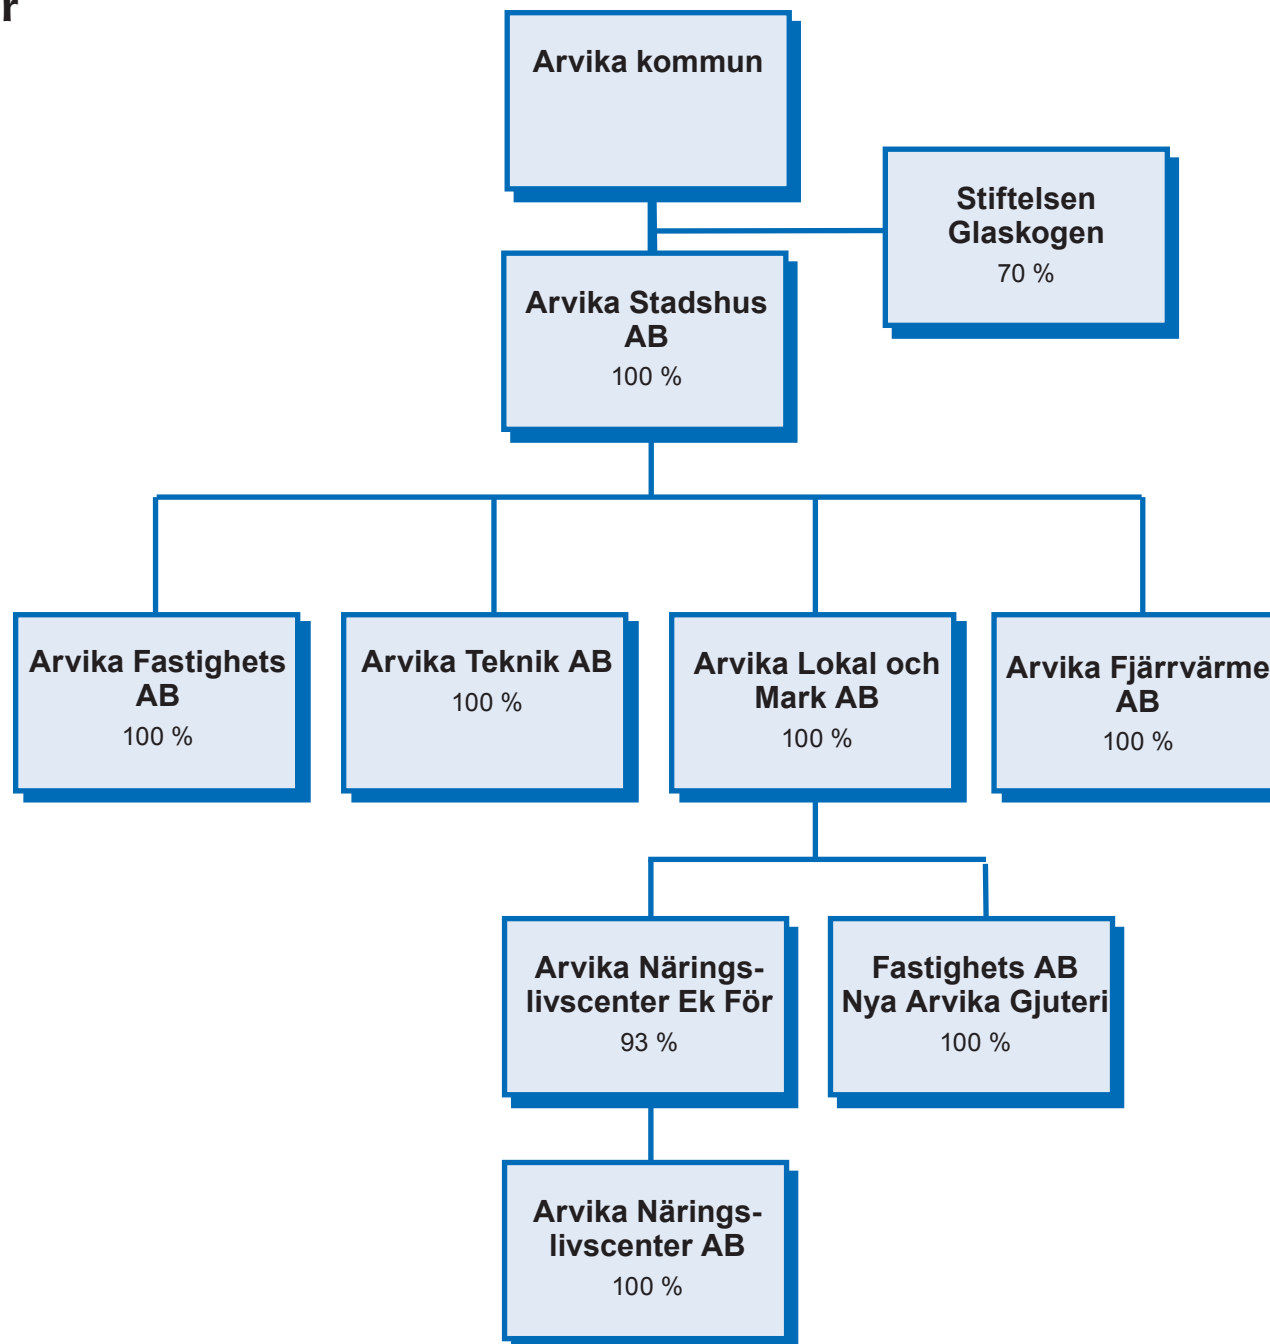 r
Arvika kommun
Stiftelsen
Glaskogen
70 %
Arvika Stadshus
AB
100 %
Arvika Fastighets
AB
100 %
Arvika Teknik AB
100 %
Arvika Lokal och
Mark AB
100 %
Arvika Fjärrvärme
AB
100 %
Arvika Närings-
livscenter Ek För
93 %
Fastighets AB
Nya Arvika Gjuteri
100 %
Arvika Närings-
livscenter AB
100 %